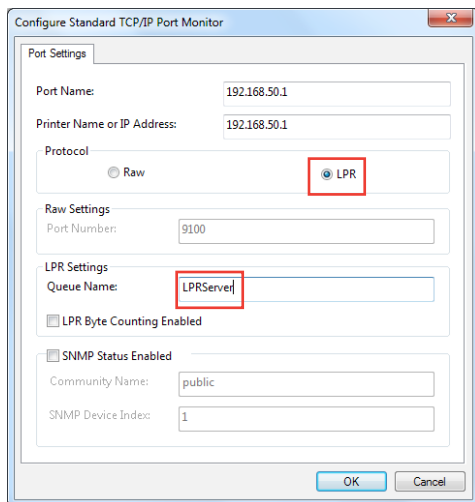 Configure Standard TCP/IP Port Monitor
Port Settings
Port Name: 192.168.50.1
Printer Name or IP Address: 192.168.50.1
Protocol
Raw LPR
Raw Settings
Port Number: 9100
LPR Settings
Queue Name: LPRServer
LPR Byte Counting Enabled
SNMP Status Enabled
Community Name: public
SNMP Device Index: 1
OK Cancel